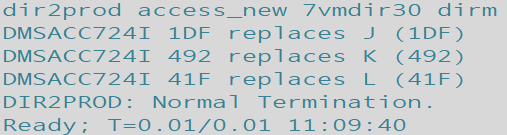 dir2prod access_new 7vmdir30 dirm
DMSACC724I 1DF replaces J (1DF)
DMSACC724I 492 replaces K (492)
DMSACC724I 41F replaces L (41F)
DIR2PROD: Normal Termination.
Ready; T=0.01/0.01 11:09:40